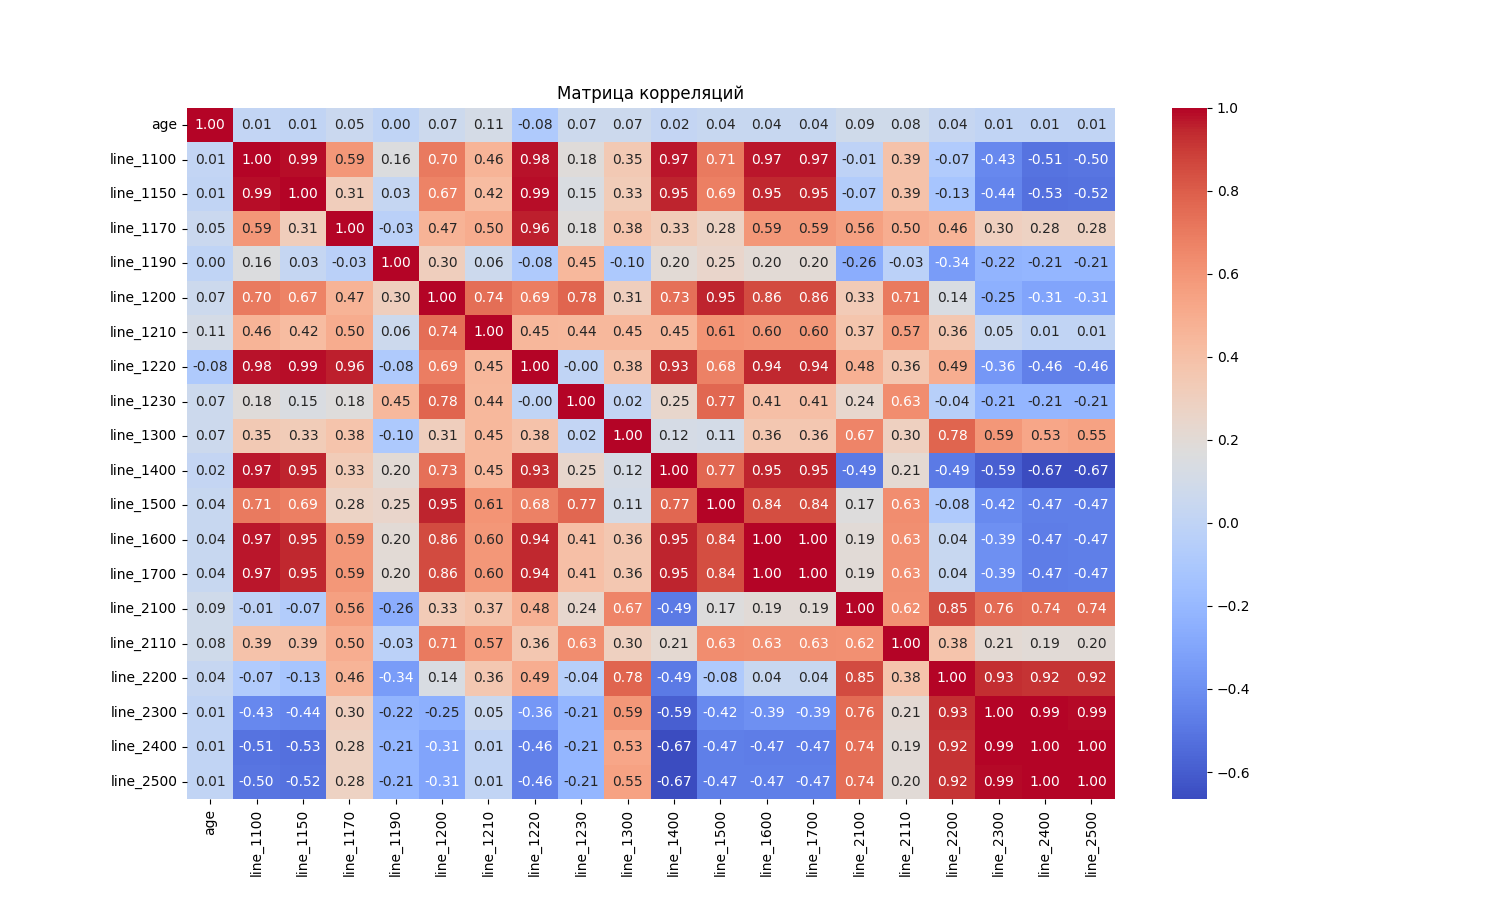 Матрица корреляций
age 1.00 0.01 0.01 0.05 0.00 0.07 0.11 -0.08 0.07 0.07 0.02 0.04 0.04 0.04 0.09 0.08 0.04 0.01 0.01 0.01
line_1100 0.01 1.00 0.99 0.59 0.16 0.70 0.46 0.98 0.18 0.35 0.97 0.71 0.97 0.97 -0.01 0.39 -0.07 -0.43 -0.51 -0.50
line_1150 0.01 0.99 1.00 0.31 0.03 0.67 0.42 0.99 0.15 0.33 0.95 0.69 0.95 0.95 -0.07 0.39 -0.13 -0.44 -0.53 -0.52
line_1170 0.05 0.59 0.31 1.00 -0.03 0.47 0.50 0.96 0.18 0.38 0.33 0.28 0.59 0.59 0.56 0.50 0.46 0.30 0.28 0.28
line_1190 0.00 0.16 0.03 -0.03 1.00 0.30 0.06 -0.08 0.45 -0.10 0.20 0.25 0.20 0.20 -0.26 -0.03 -0.34 -0.22 -0.21 -0.21
line_1200 0.07 0.70 0.67 0.47 0.30 1.00 0.74 0.69 0.78 0.31 0.73 0.95 0.86 0.86 0.33 0.71 0.14 -0.25 -0.31 -0.31
line_1210 0.11 0.46 0.42 0.50 0.06 0.74 1.00 0.45 0.44 0.45 0.45 0.61 0.60 0.60 0.37 0.57 0.36 0.05 0.01 0.01
line_1220 -0.08 0.98 0.99 0.96 -0.08 0.69 0.45 1.00 -0.00 0.38 0.93 0.68 0.94 0.94 0.48 0.36 0.49 -0.36 -0.46 -0.46
line_1230 0.07 0.18 0.15 0.18 0.45 0.78 0.44 -0.00 1.00 0.02 0.25 0.77 0.41 0.41 0.24 0.63 -0.04 -0.21 -0.21 -0.21
line_1300 0.07 0.35 0.33 0.38 -0.10 0.31 0.45 0.38 0.02 1.00 0.12 0.11 0.36 0.36 0.67 0.30 0.78 0.59 0.53 0.55
line_1400 0.02 0.97 0.95 0.33 0.20 0.73 0.45 0.93 0.25 0.12 1.00 0.77 0.95 0.95 -0.49 0.21 -0.49 -0.59 -0.67 -0.67
line_1500 0.04 0.71 0.69 0.28 0.25 0.95 0.61 0.68 0.77 0.11 0.77 1.00 0.84 0.84 0.17 0.63 -0.08 -0.42 -0.47 -0.47
line_1600 0.04 0.97 0.95 0.59 0.20 0.86 0.60 0.94 0.41 0.36 0.95 0.84 1.00 1.00 0.19 0.63 0.04 -0.39 -0.47 -0.47
line_1700 0.04 0.97 0.95 0.59 0.20 0.86 0.60 0.94 0.41 0.36 0.95 0.84 1.00 1.00 0.19 0.63 0.04 -0.39 -0.47 -0.47
line_2100 0.09 -0.01 -0.07 0.56 -0.26 0.33 0.37 0.48 0.24 0.67 -0.49 0.17 0.19 0.19 1.00 0.62 0.85 0.76 0.74 0.74
line_2110 0.08 0.39 0.39 0.50 -0.03 0.71 0.57 0.36 0.63 0.30 0.21 0.63 0.63 0.63 0.62 1.00 0.38 0.21 0.19 0.20
line_2200 0.04 -0.07 -0.13 0.46 -0.34 0.14 0.36 0.49 -0.04 0.78 -0.49 -0.08 0.04 0.04 0.85 0.38 1.00 0.93 0.92 0.92
line_2300 0.01 -0.43 -0.44 0.30 -0.22 -0.25 0.05 -0.36 -0.21 0.59 -0.59 -0.42 -0.39 -0.39 0.76 0.21 0.93 1.00 0.99 0.99
line_2400 0.01 -0.51 -0.53 0.28 -0.21 -0.31 0.01 -0.46 -0.21 0.53 -0.67 -0.47 -0.47 -0.47 0.74 0.19 0.92 0.99 1.00 1.00
line_2500 0.01 -0.50 -0.52 0.28 -0.21 -0.31 0.01 -0.46 -0.21 0.55 -0.67 -0.47 -0.47 -0.47 0.74 0.20 0.92 0.99 1.00 1.00
age line_1100 line_1150 line_1170 line_1190 line_1200 line_1210 line_1220 line_1230 line_1300 line_1400 line_1500 line_1600 line_1700 line_2100 line_2110 line_2200 line_2300 line_2400 line_2500
1.0
0.8
0.6
0.4
0.2
0.0
−0.2
−0.4
−0.6